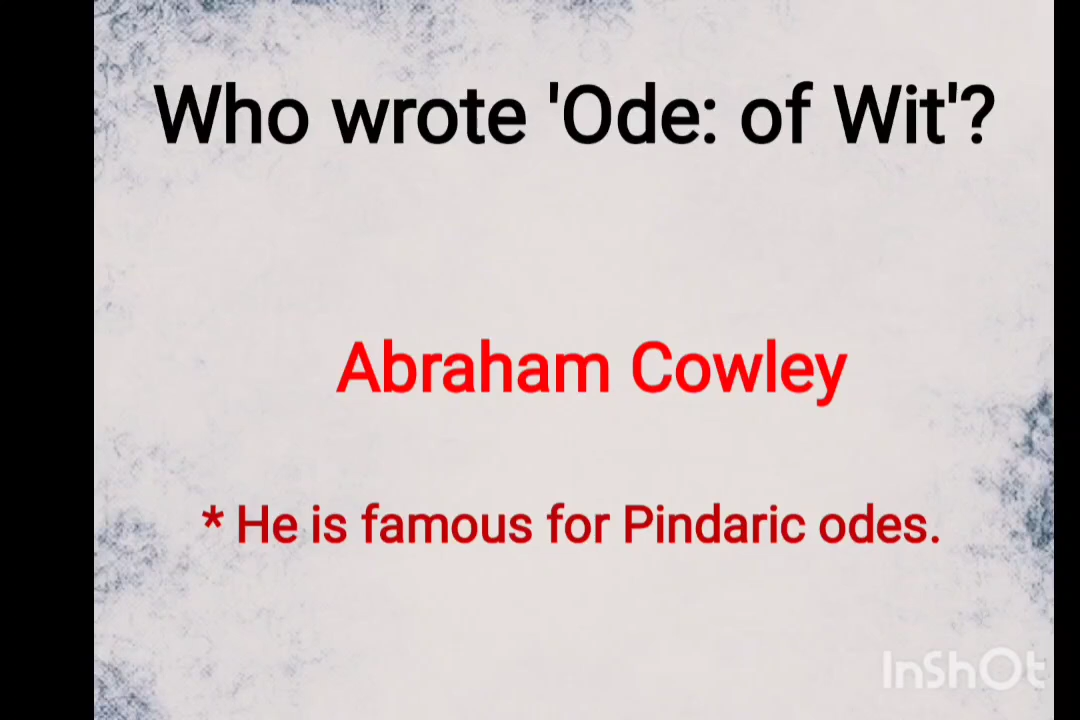 Who wrote 'Ode: of Wit'?
Abraham Cowley
* He is famous for Pindaric odes.
InShOt